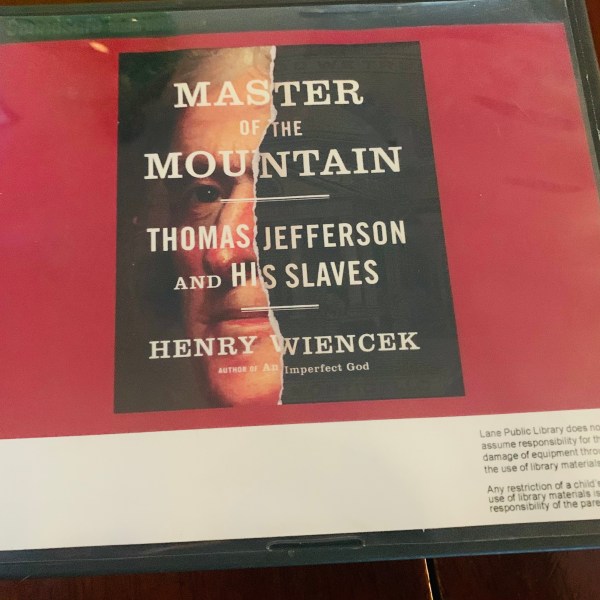 MASTER
OF THE
MOUNTAIN
THOMAS JEFFERSON
AND HIS SLAVES
HENRY WIENCEK
AUTHOR OF An Imperfect God
Lane Public Library does no
assume responsibility for th
damage of equipment throu
the use of library materials
Any restriction of a child's
use of library materials is
responsibility of the pare